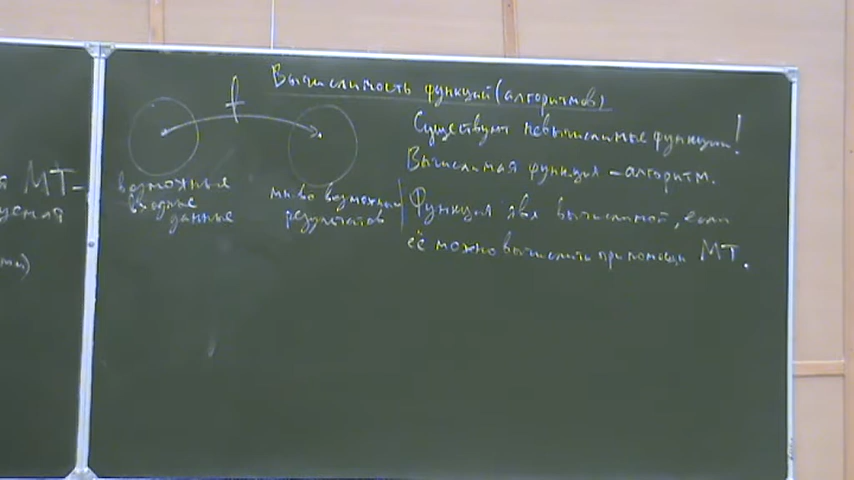 Вычислимость функций (алгоритмов)
f
Существуют невычислимые функции!
Вычислимая функция – алгоритм.
возможные
входные
данные
мн-во возможных
результатов
Функция явл вычислимой, если
её можно вычислить при помощи МТ.
МТ-